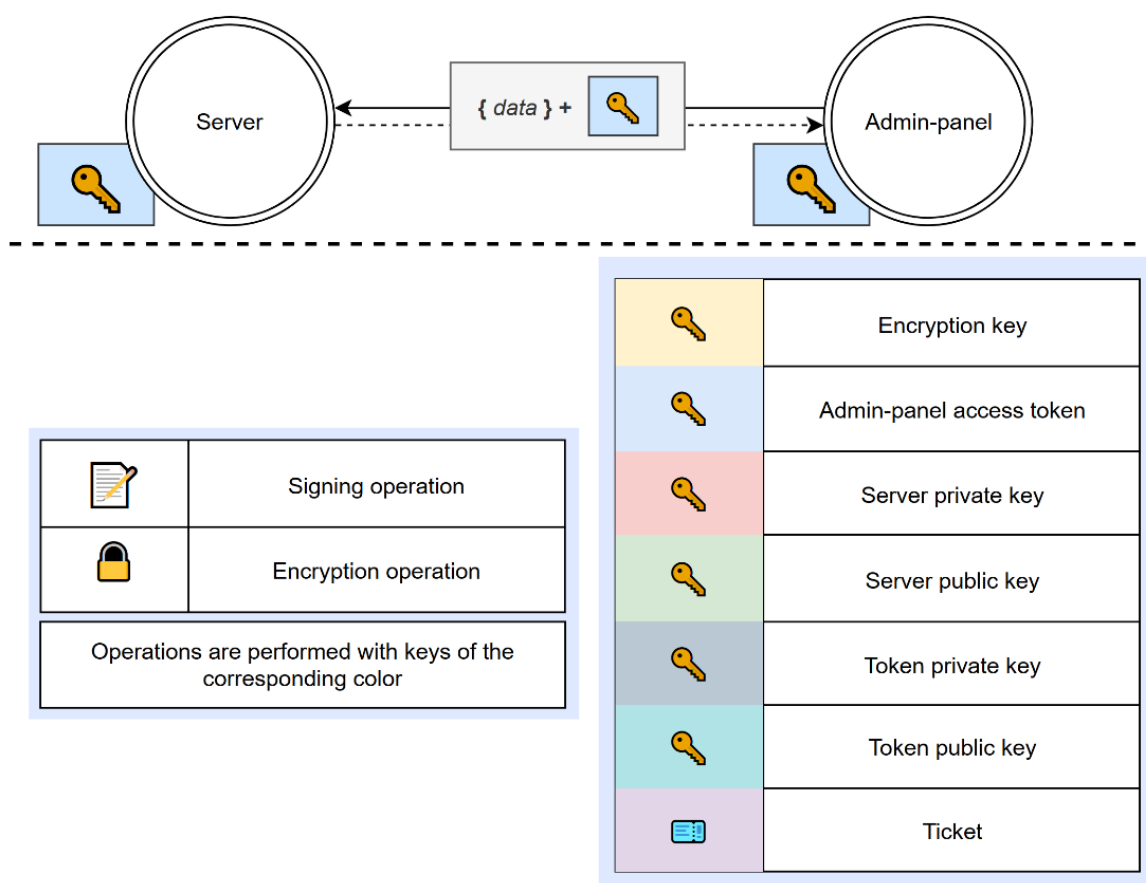 Server
{ data } +
Admin-panel
Signing operation
Encryption operation
Operations are performed with keys of the
corresponding color
Encryption key
Admin-panel access token
Server private key
Server public key
Token private key
Token public key
Ticket